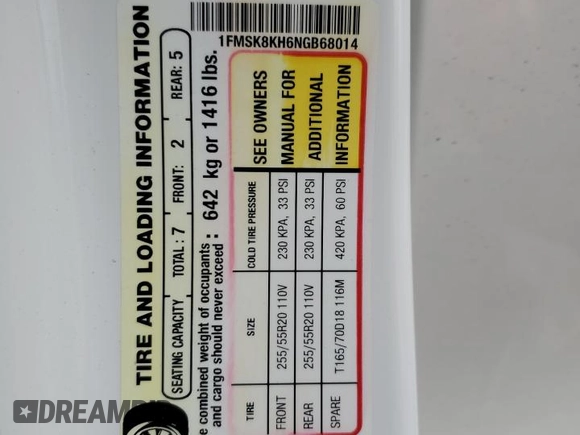 1FMSK8KH6NGB68014
TIRE AND LOADING INFORMATION
SEATING CAPACITY TOTAL : 7 FRONT: 2 REAR: 5
combined weight of occupants
and cargo should never exceed : 642 kg or 1416 lbs.
TIRE SIZE COLD TIRE PRESSURE SEE OWNERS
FRONT 255/55R20 110V 230 KPA, 33 PSI MANUAL FOR
REAR 255/55R20 110V 230 KPA, 33 PSI ADDITIONAL
SPARE T165/70D18 116M 420 KPA, 60 PSI INFORMATION